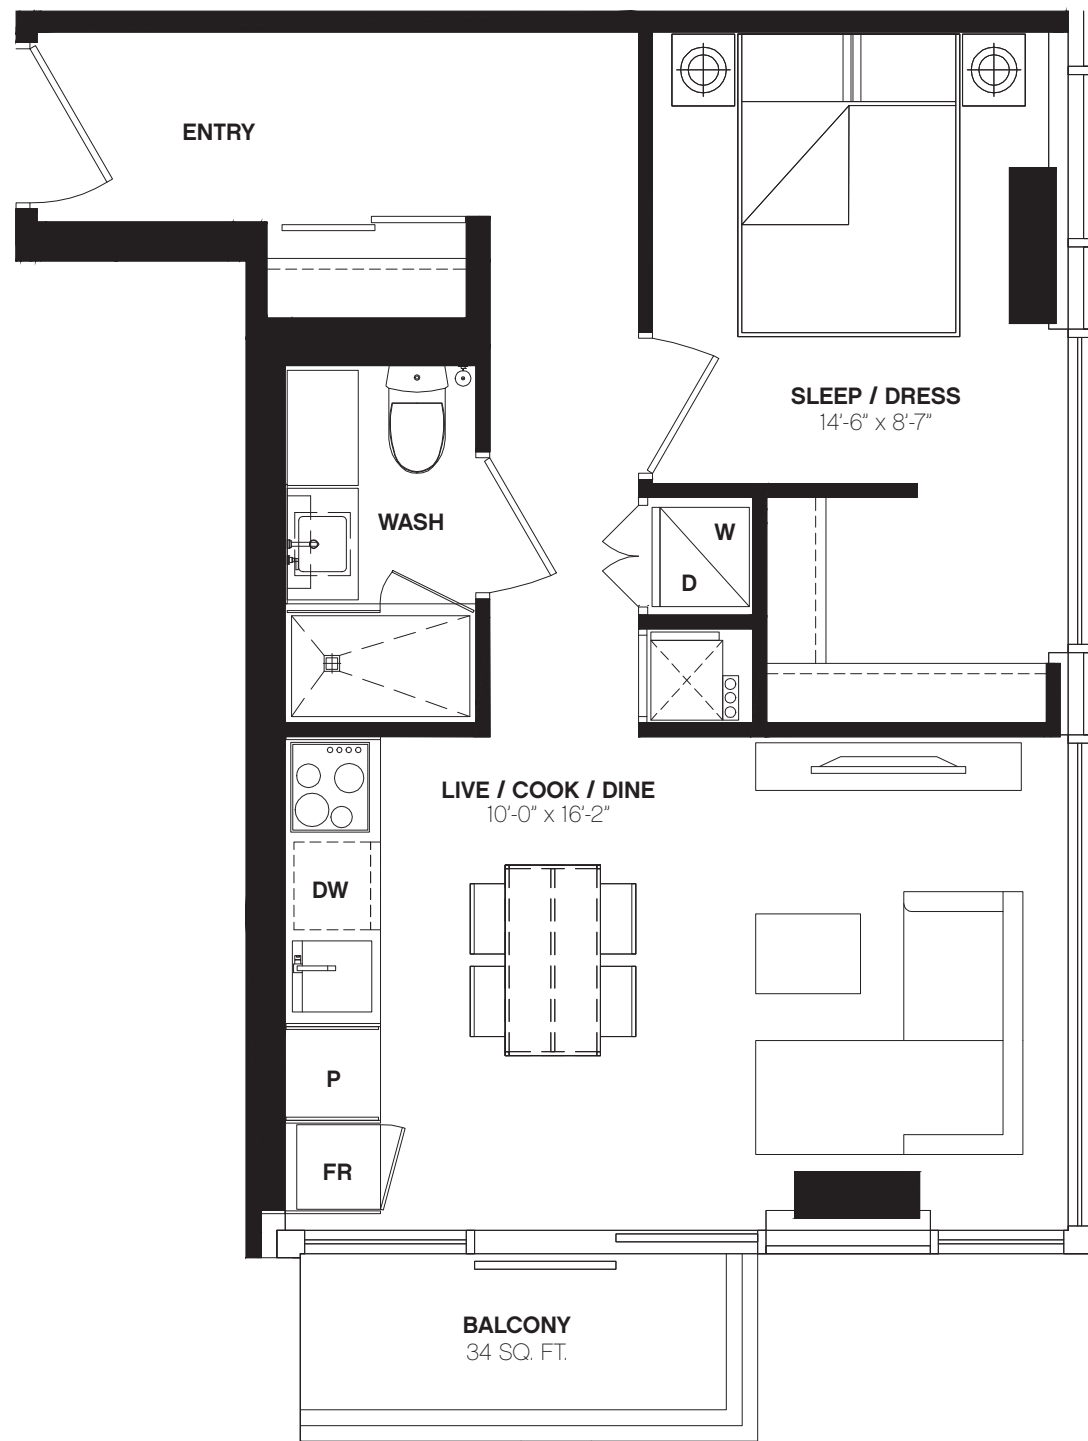 ENTRY
SLEEP / DRESS
14'-6" x 8'-7"
WASH
W
D
LIVE / COOK / DINE
10'-0" x 16'-2"
DW
P
FR
BALCONY
34 SQ. FT.